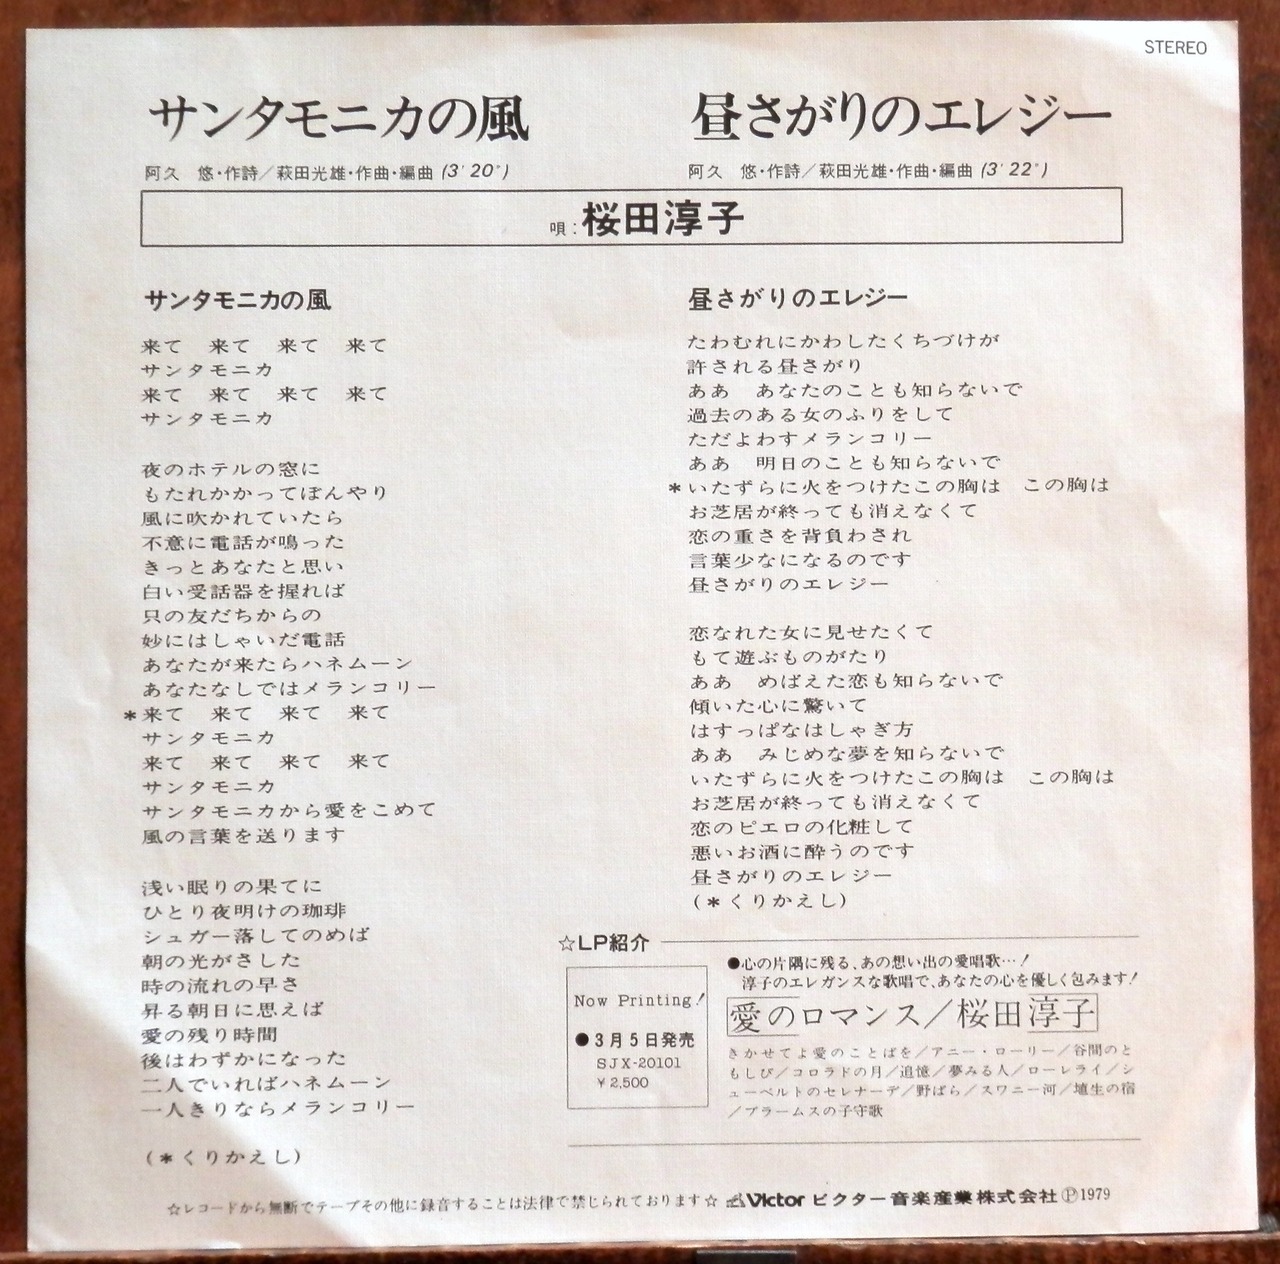 STEREO
サンタモニカの風
阿久 悠・作詩／萩田光雄・作曲・編曲 (3′20″)
昼さがりのエレジー
阿久 悠・作詩／萩田光雄・作曲・編曲 (3′22″)
唄：桜田淳子
サンタモニカの風
来て 来て 来て 来て
サンタモニカ
来て 来て 来て 来て
サンタモニカ
夜のホテルの窓に
もたれかかってぼんやり
風に吹かれていたら
不意に電話が鳴った
きっとあなたと思い
白い受話器を握れば
只の友だちからの
妙にはしゃいだ電話
あなたが来たらハネムーン
あなたなしではメランコリー
＊来て 来て 来て 来て
サンタモニカ
来て 来て 来て 来て
サンタモニカ
サンタモニカから愛をこめて
風の言葉を送ります
浅い眠りの果てに
ひとり夜明けの珈琲
シュガー落してのめば
朝の光がさした
時の流れの早さ
昇る朝日に思えば
愛の残り時間
後はわずかになった
二人でいればハネムーン
一人きりならメランコリー
(＊くりかえし)
昼さがりのエレジー
たわむれにかわしたくちづけが
許される昼さがり
ああ あなたのことも知らないで
過去のある女のふりをして
ただよわすメランコリー
ああ 明日のことも知らないで
＊いたずらに火をつけたこの胸は この胸は
お芝居が終っても消えなくて
恋の重さを背負わされ
言葉少なになるのです
昼さがりのエレジー
恋なれた女に見せたくて
もて遊ぶものがたり
ああ めばえた恋も知らないで
傾いた心に驚いて
はすっぱなはしゃぎ方
ああ みじめな夢を知らないで
いたずらに火をつけたこの胸は この胸は
お芝居が終っても消えなくて
恋のピエロの化粧して
悪いお酒に酔うのです
昼さがりのエレジー
(＊くりかえし)
☆LP紹介
Now Printing!
●3月5日発売
SJX-20101
￥2,500
●心の片隅に残る、あの想い出の愛唱歌…！
淳子のエレガンスな歌唱で、あなたの心を優しく包みます！
愛のロマンス／桜田淳子
きかせてよ愛のことばを／アニー・ローリー／谷間のと
もしび／コロラドの月／追憶／夢みる人／ローレライ／シ
ューベルトのセレナーデ／野ばら／スワニー河／埴生の宿
／ブラームスの子守歌
☆レコードから無断でテープその他に録音することは法律で禁じられております☆ Victor ビクター音楽産業株式会社 Ⓟ1979